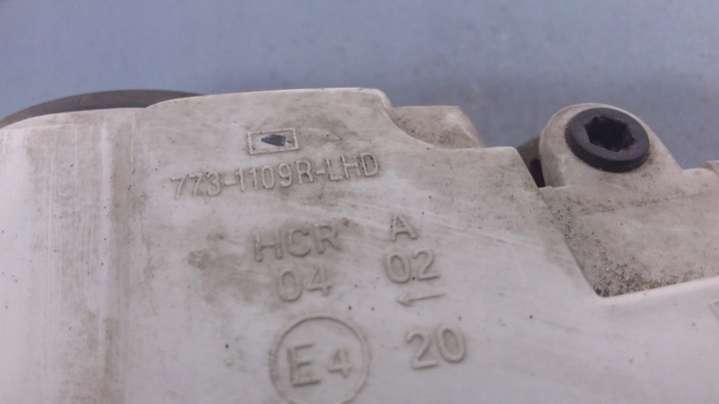 773-1109R-LHD
HCR A
04 02
←
E4 20